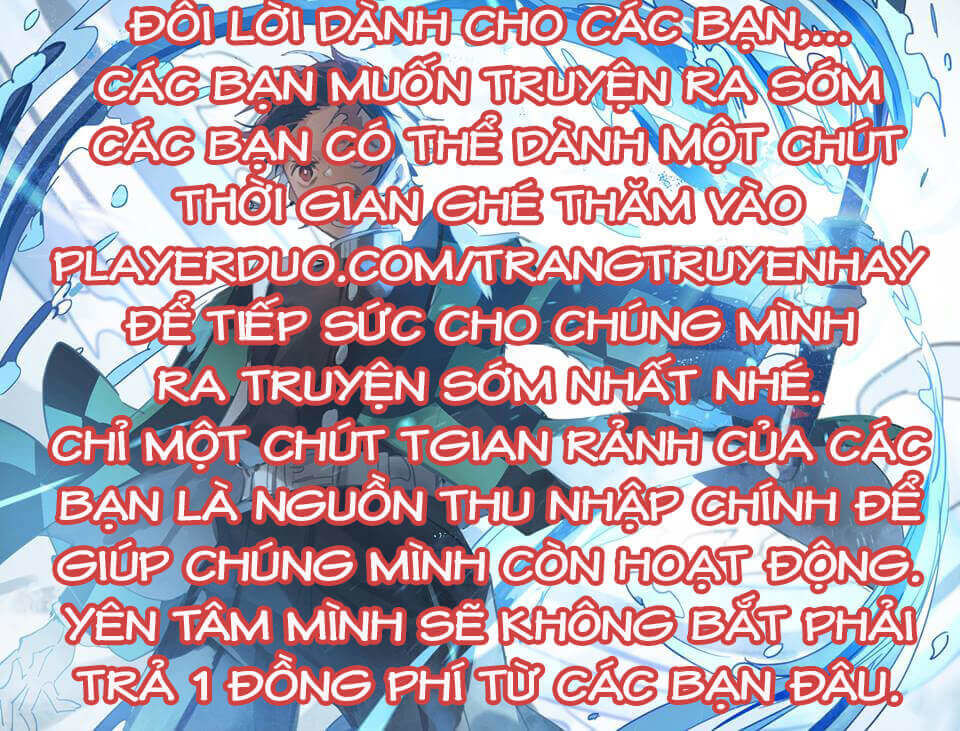 ĐÔI LỜI DÀNH CHO CÁC BẠN,...
CÁC BẠN MUỐN TRUYỆN RA SỚM
CÁC BẠN CÓ THỂ DÀNH MỘT CHÚT
THỜI GIAN GHÉ THĂM VÀO
PLAYERDUO.COM/TRANGTRUYENHAY
ĐỂ TIẾP SỨC CHO CHÚNG MÌNH
RA TRUYỆN SỚM NHẤT NHÉ.
CHỈ MỘT CHÚT TGIAN RẢNH CỦA CÁC
BẠN LÀ NGUỒN THU NHẬP CHÍNH ĐỂ
GIÚP CHÚNG MÌNH CÒN HOẠT ĐỘNG.
YÊN TÂM MÌNH SẼ KHÔNG BẮT PHẢI
TRẢ 1 ĐỒNG PHÍ TỪ CÁC BẠN ĐÂU.